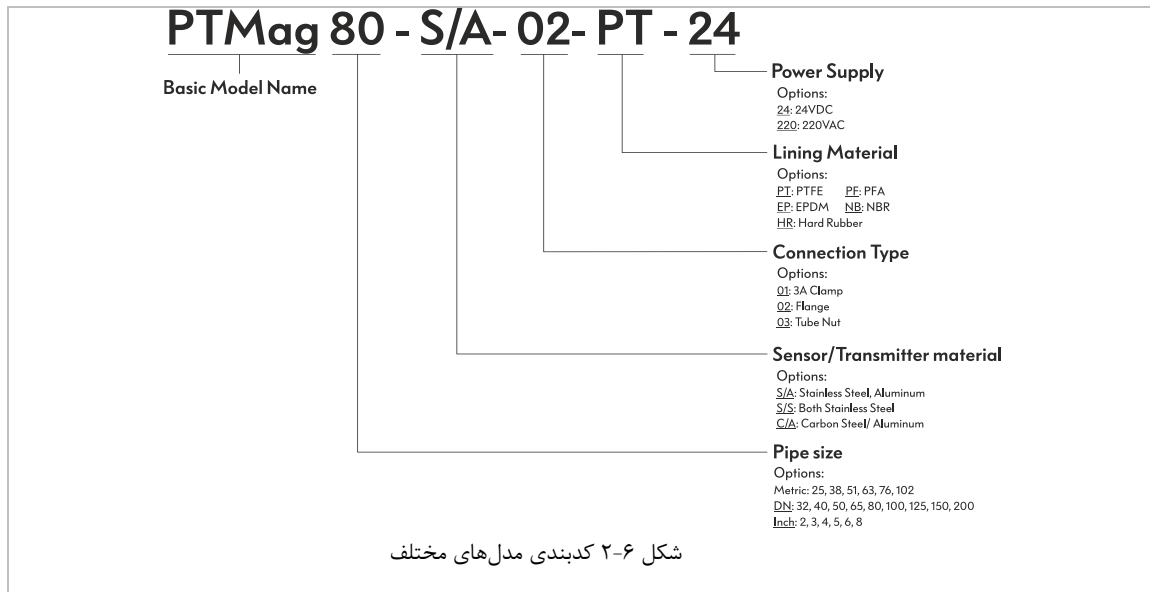 PTMag 80 - S/A- 02- PT - 24
Basic Model Name
Power Supply
Options:
24: 24VDC
220: 220VAC
Lining Material
Options:
PT: PTFE PF: PFA
EP: EPDM NB: NBR
HR: Hard Rubber
Connection Type
Options:
01: 3A Clamp
02: Flange
03: Tube Nut
Sensor/Transmitter material
Options:
S/A: Stainless Steel, Aluminum
S/S: Both Stainless Steel
C/A: Carbon Steel/ Aluminum
Pipe size
Options:
Metric: 25, 38, 51, 63, 76, 102
DN: 32, 40, 50, 65, 80, 100, 125, 150, 200
Inch: 2, 3, 4, 5, 6, 8
شکل ۶-۲ کدبندی مدل‌های مختلف